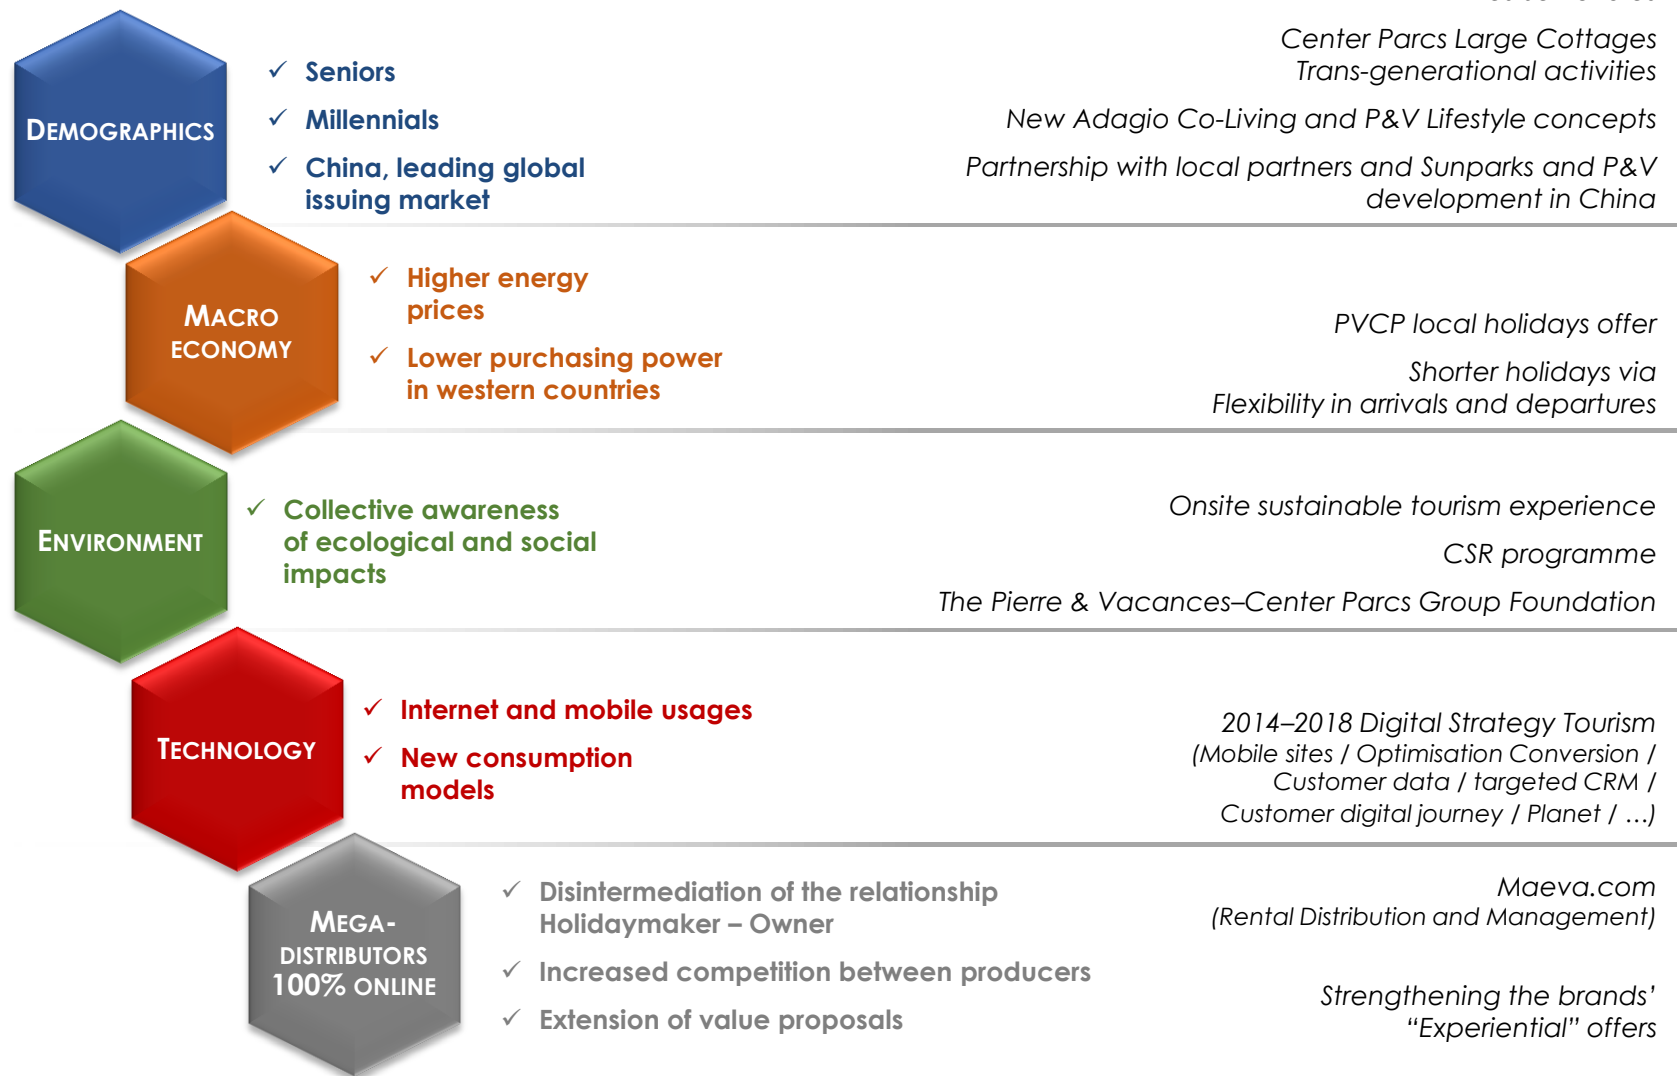 DEMOGRAPHICS
✓ Seniors
✓ Millennials
✓ China, leading global
issuing market
Center Parcs Large Cottages
Trans-generational activities
New Adagio Co-Living and P&V Lifestyle concepts
Partnership with local partners and Sunparks and P&V
development in China
MACRO
ECONOMY
✓ Higher energy
prices
✓ Lower purchasing power
in western countries
PVCP local holidays offer
Shorter holidays via
Flexibility in arrivals and departures
ENVIRONMENT
✓ Collective awareness
of ecological and social
impacts
Onsite sustainable tourism experience
CSR programme
The Pierre & Vacances–Center Parcs Group Foundation
TECHNOLOGY
✓ Internet and mobile usages
✓ New consumption
models
2014–2018 Digital Strategy Tourism
(Mobile sites / Optimisation Conversion /
Customer data / targeted CRM /
Customer digital journey / Planet / …)
MEGA-
DISTRIBUTORS
100% ONLINE
✓ Disintermediation of the relationship
Holidaymaker – Owner
✓ Increased competition between producers
✓ Extension of value proposals
Maeva.com
(Rental Distribution and Management)
Strengthening the brands’
“Experiential” offers